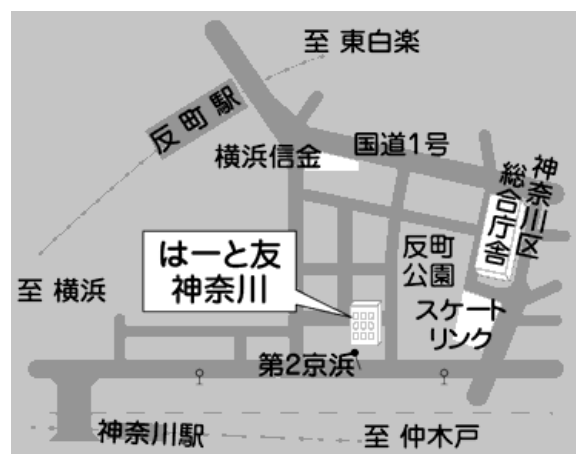 至 東白楽
反町駅
国道1号
横浜信金
神奈川区
総合庁舎
はーと友
神奈川
反町
公園
至 横浜
スケート
リンク
第2京浜
神奈川駅
至 仲木戸